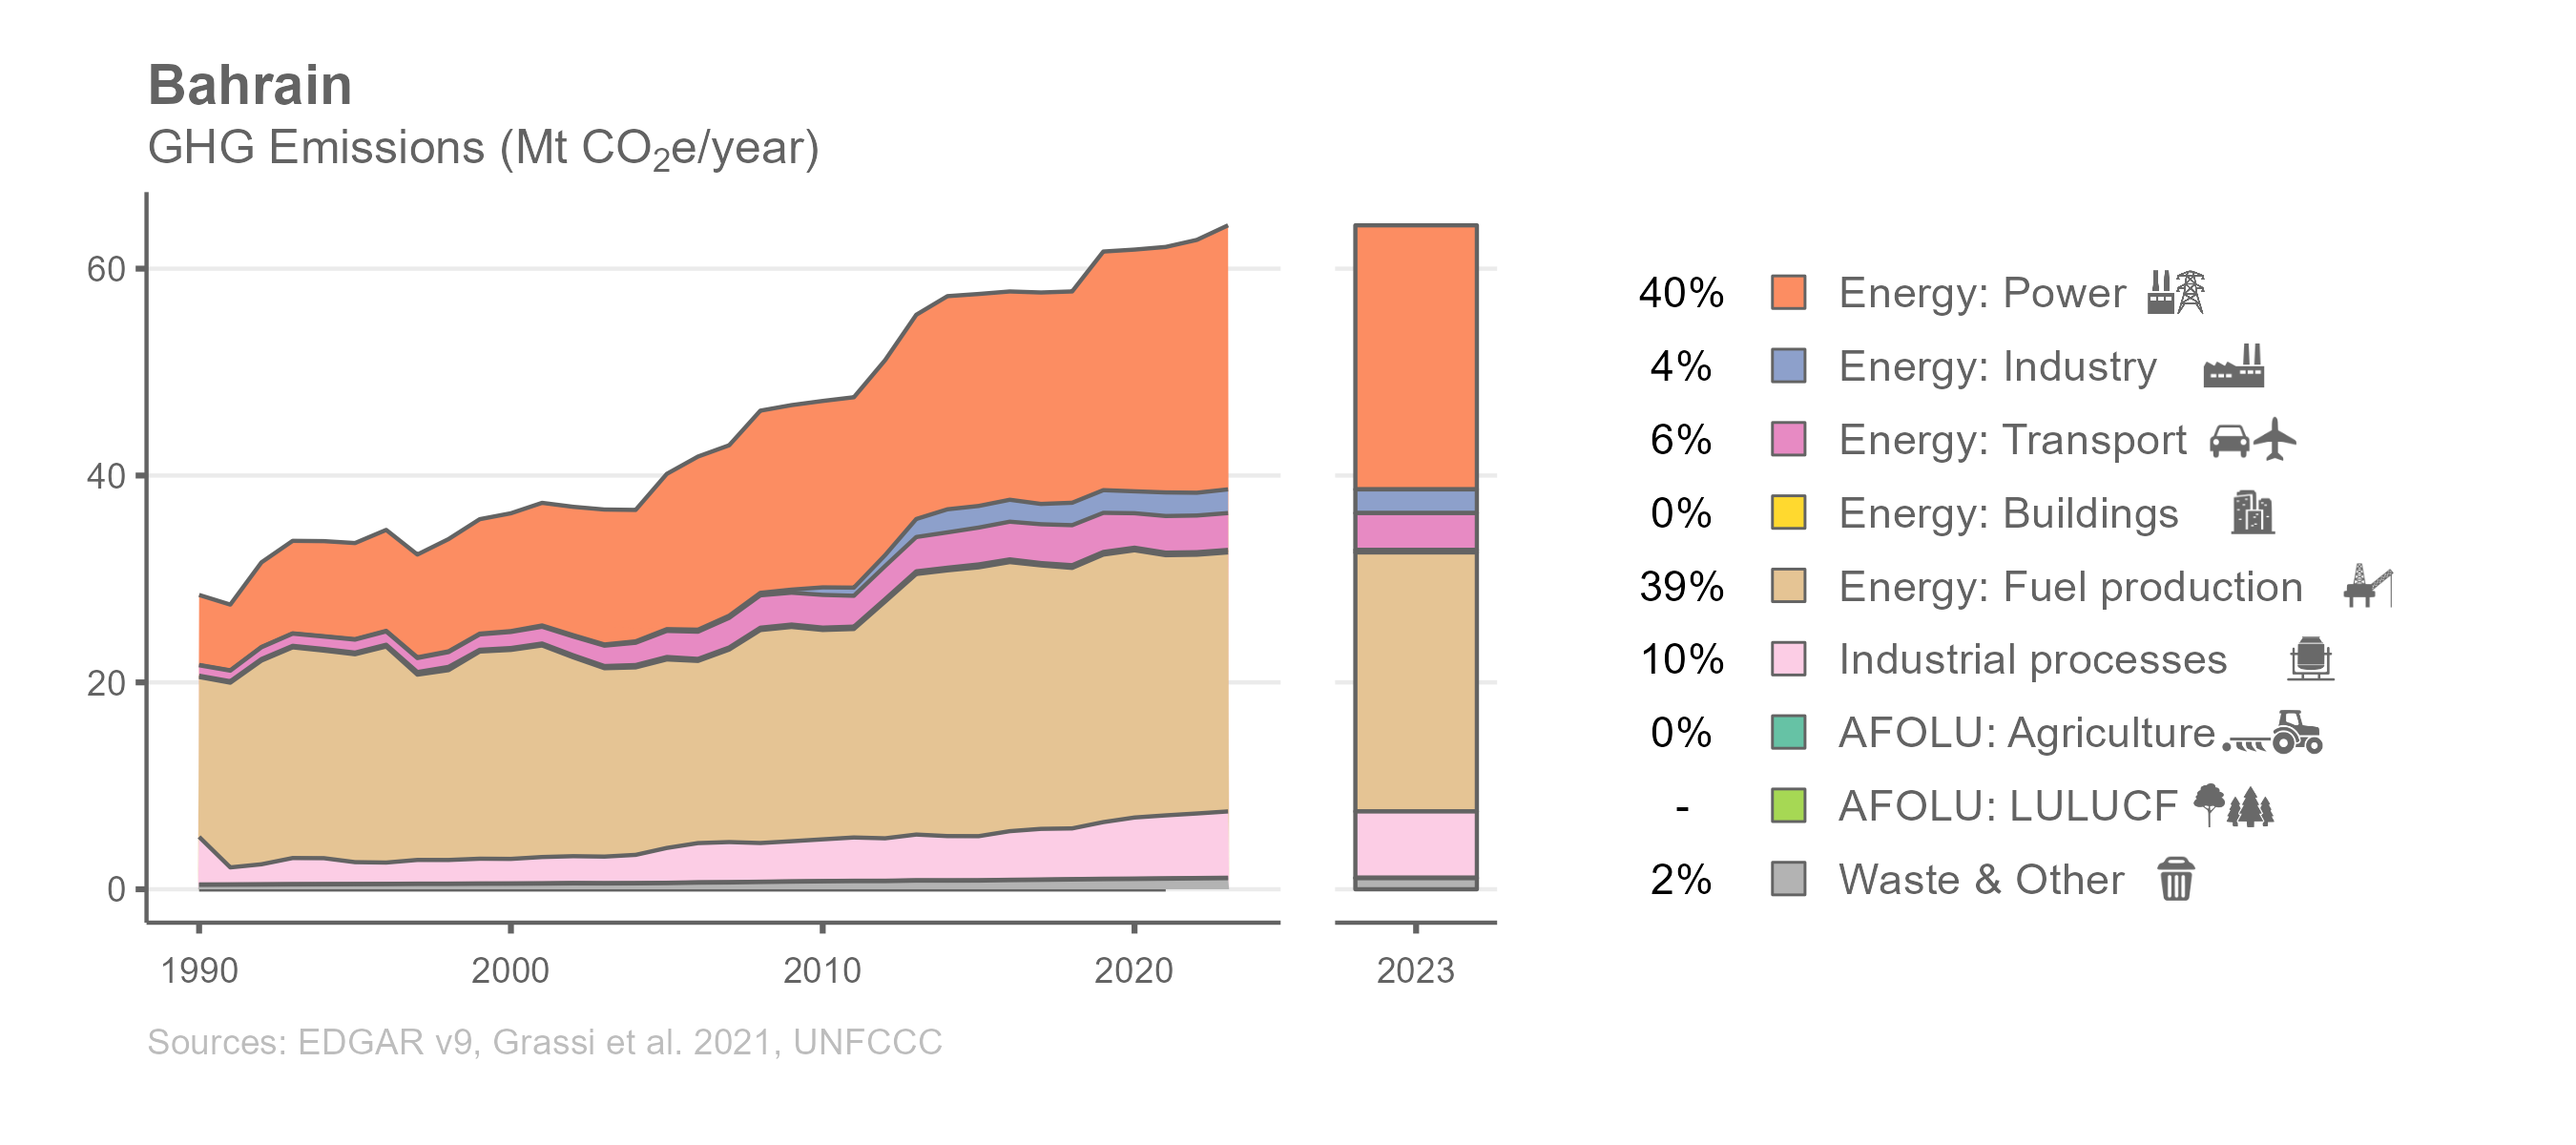 Bahrain
GHG Emissions (Mt CO₂e/year)
60
40
20
0
1990 2000 2010 2020 2023
40% Energy: Power
4% Energy: Industry
6% Energy: Transport
0% Energy: Buildings
39% Energy: Fuel production
10% Industrial processes
0% AFOLU: Agriculture
- AFOLU: LULUCF
2% Waste & Other
Sources: EDGAR v9, Grassi et al. 2021, UNFCCC